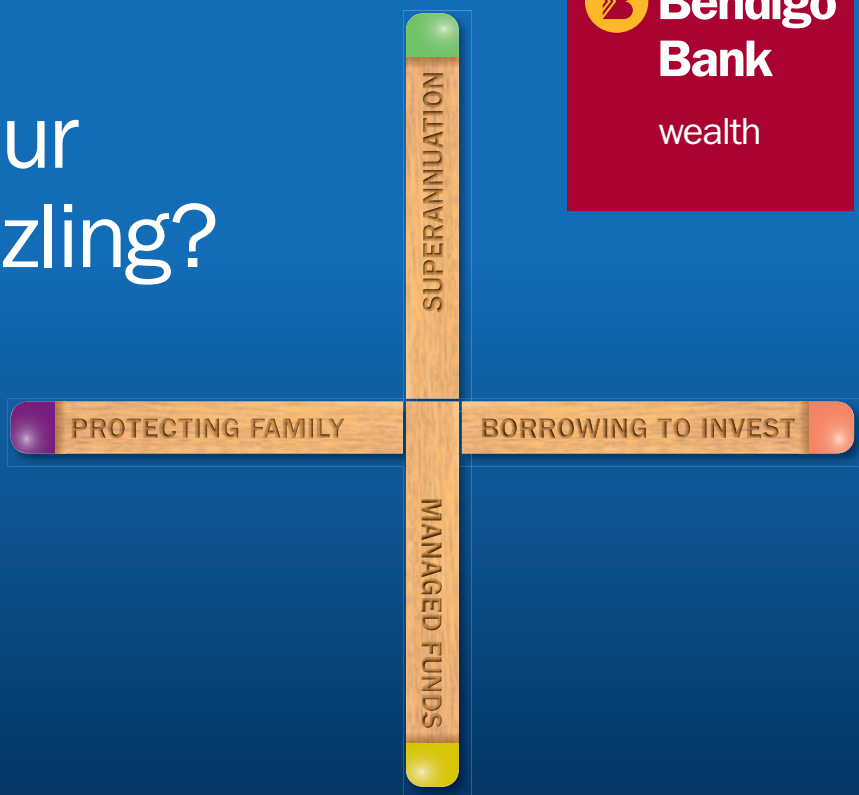 Bendigo
Bank
wealth
ur
zling?
SUPERANNUATION
PROTECTING FAMILY
BORROWING TO INVEST
MANAGED FUNDS